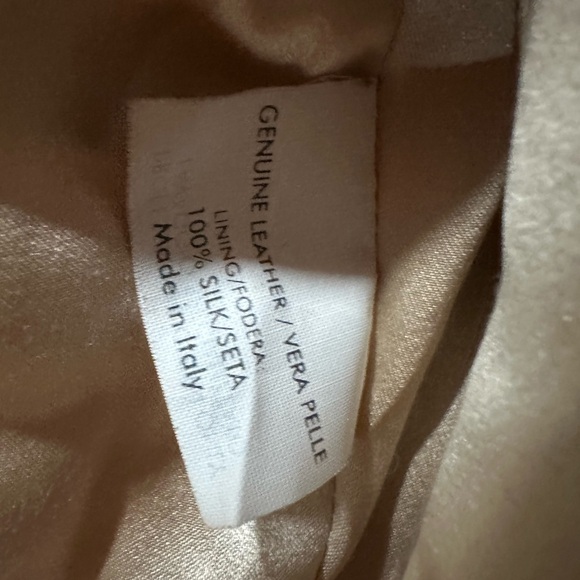 GENUINE LEATHER / VERA PELLE
LINING/FODERA:
100% SILK/SETA
Made in Italy